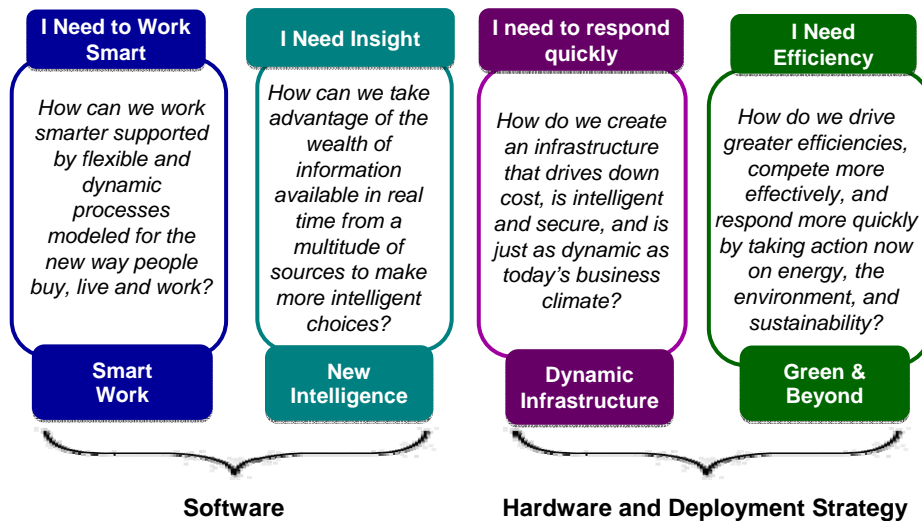 I Need to Work
Smart
How can we work
smarter supported
by flexible and
dynamic
processes
modeled for the
new way people
buy, live and work?
Smart
Work
I Need Insight
How can we take
advantage of the
wealth of
information
available in real
time from a
multitude of
sources to make
more intelligent
choices?
New
Intelligence
I need to respond
quickly
How do we create
an infrastructure
that drives down
cost, is intelligent
and secure, and is
just as dynamic as
today's business
climate?
Dynamic
Infrastructure
I Need
Efficiency
How do we drive
greater efficiencies,
compete more
effectively, and
respond more quickly
by taking action now
on energy, the
environment, and
sustainability?
Green &
Beyond
Software
Hardware and Deployment Strategy